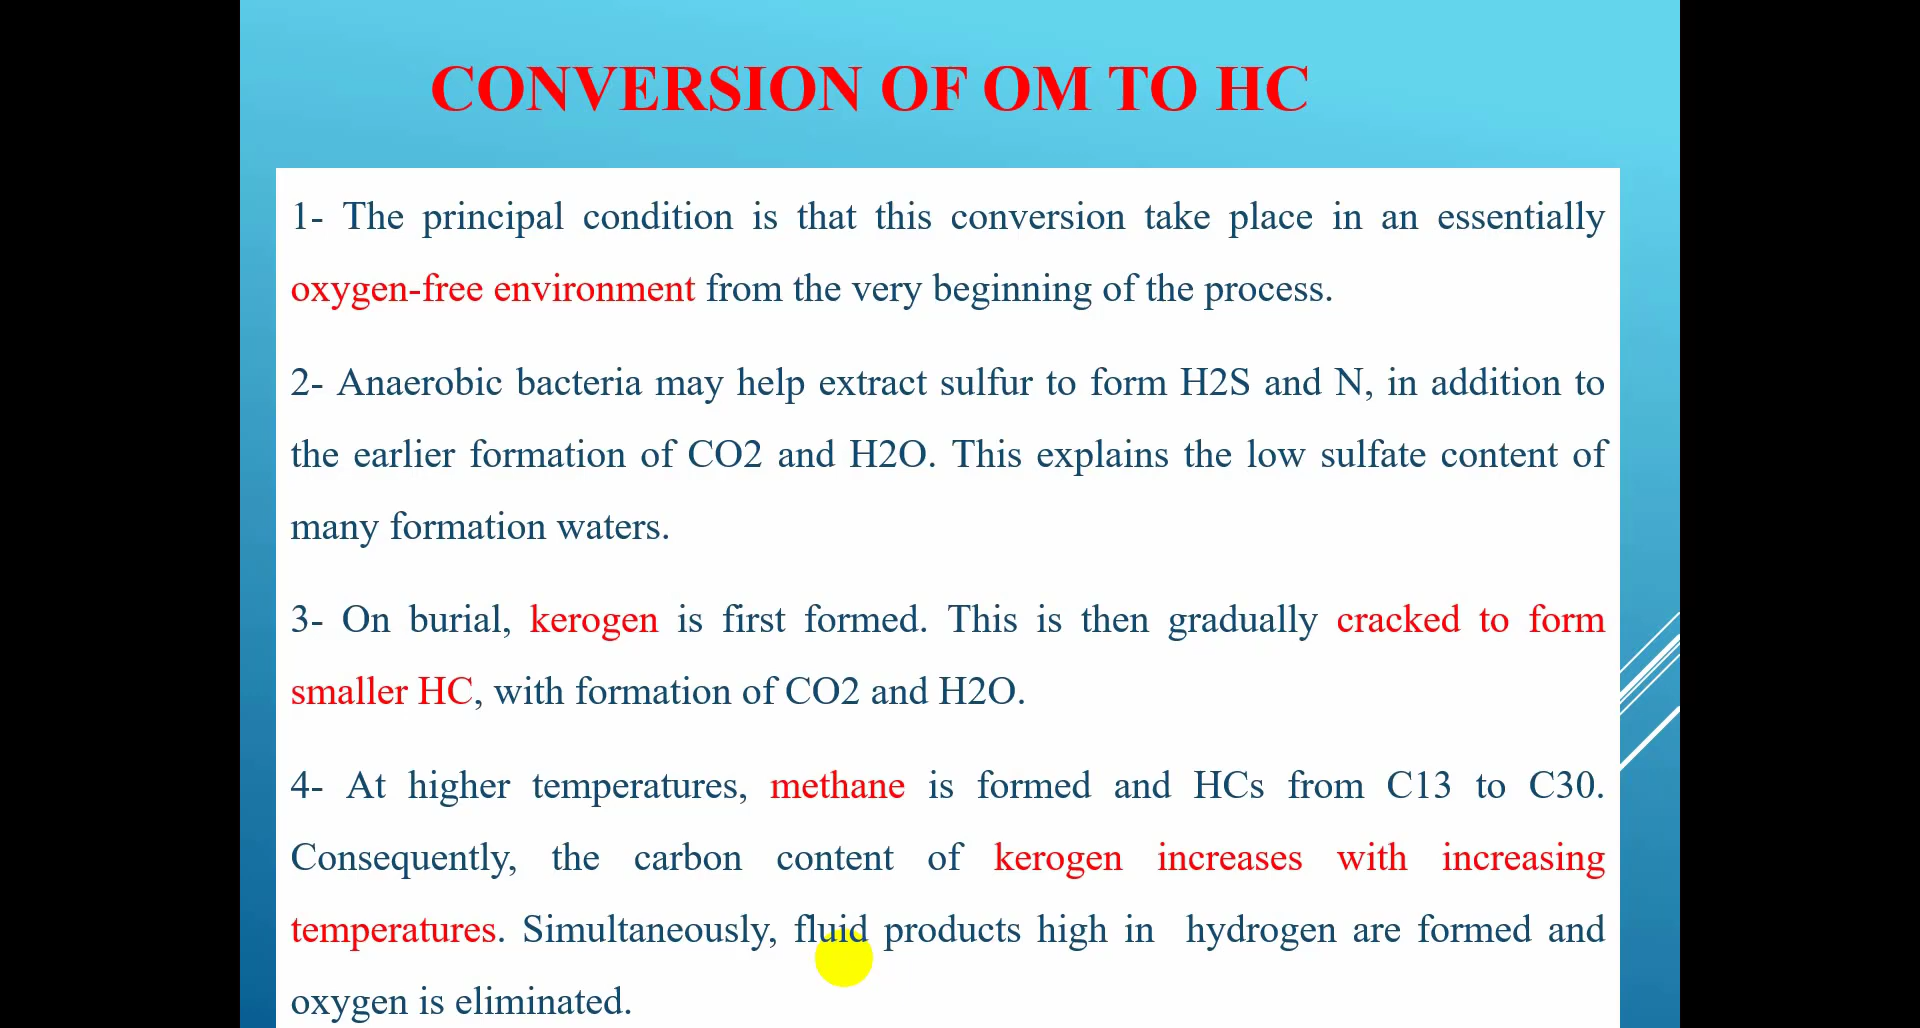 CONVERSION OF OM TO HC
1- The principal condition is that this conversion take place in an essentially
oxygen-free environment from the very beginning of the process.
2- Anaerobic bacteria may help extract sulfur to form H2S and N, in addition to
the earlier formation of CO2 and H2O. This explains the low sulfate content of
many formation waters.
3- On burial, kerogen is first formed. This is then gradually cracked to form
smaller HC, with formation of CO2 and H2O.
4- At higher temperatures, methane is formed and HCs from C13 to C30.
Consequently, the carbon content of kerogen increases with increasing
temperatures. Simultaneously, fluid products high in hydrogen are formed and
oxygen is eliminated.